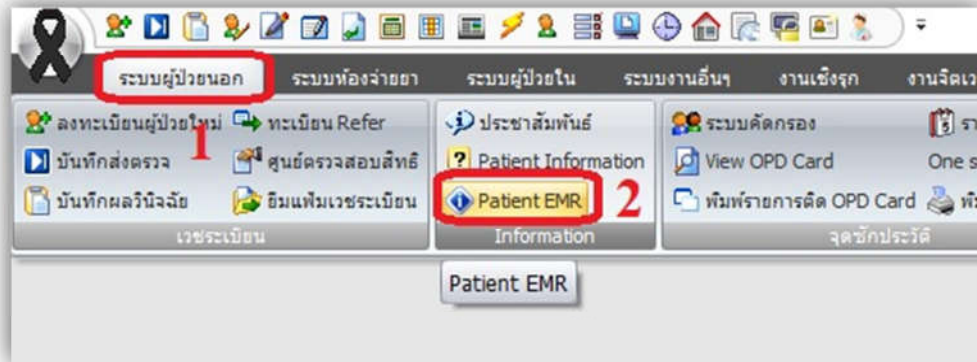 ระบบผู้ป่วยนอก ระบบห้องจ่ายยา ระบบผู้ป่วยใน ระบบงานอื่นๆ งานเชิงรุก
ลงทะเบียนผู้ป่วยใหม่ ทะเบียน Refer ประชาสัมพันธ์ ระบบคัดกรอง
1
บันทึกส่งตรวจ ศูนย์ตรวจสอบสิทธิ์ Patient Information View OPD Card One
บันทึกผลวินิจฉัย ยืมแฟ้มเวชระเบียน Patient EMR 2 พิมพ์รายการติด OPD Card
เวชระเบียน Information จุดซักประวัติ
Patient EMR